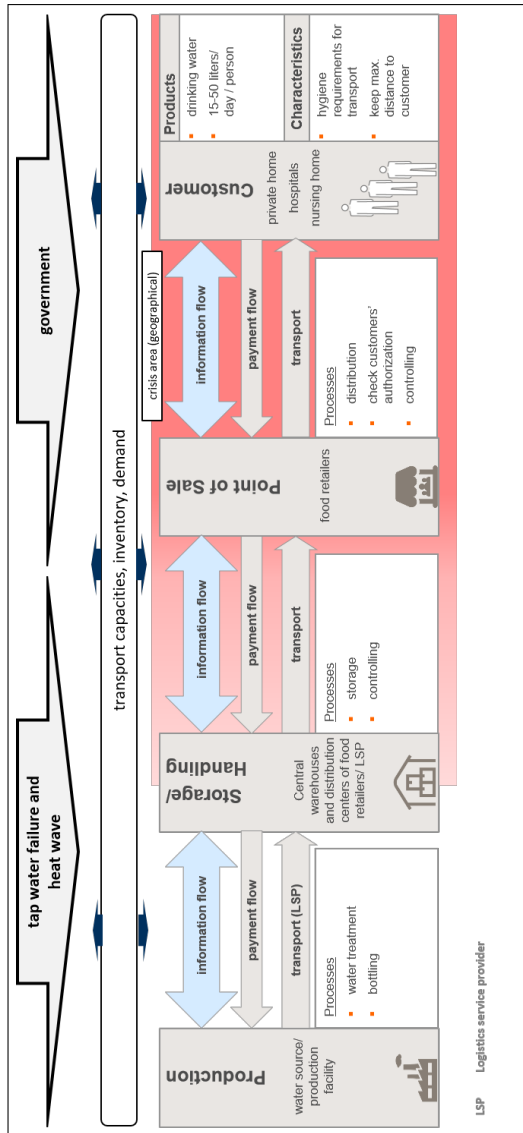 tap water failure and
heat wave
government
transport capacities, inventory, demand
crisis area (geographical)
Production
water source/
production
facility
information flow
payment flow
transport (LSP)
Processes
water treatment
bottling
Storage/
Handling
Central
warehouses
and distribution
centers of food
retailers/ LSP
information flow
payment flow
transport
Processes
storage
controlling
Point of Sale
food retailers
information flow
payment flow
transport
Processes
distribution
check customers'
authorization
controlling
Customer
private home
hospitals
nursing home
Products
drinking water
15-50 liters/
day / person
Characteristics
hygiene
requirements for
transport
keep max.
distance to
customer
LSP Logistics service provider